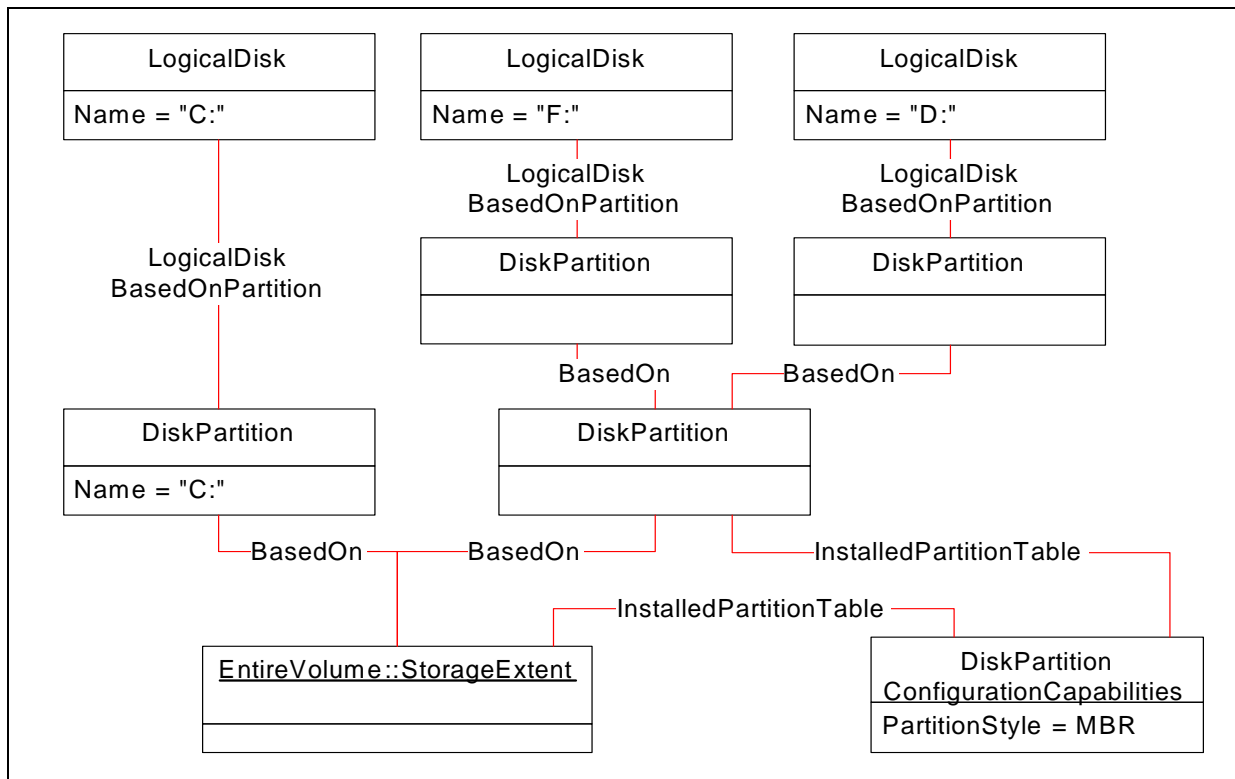 LogicalDisk
Name = "C:"
LogicalDisk
Name = "F:"
LogicalDisk
Name = "D:"
LogicalDisk
BasedOnPartition
LogicalDisk
BasedOnPartition
LogicalDisk
BasedOnPartition
DiskPartition
DiskPartition
BasedOn
BasedOn
DiskPartition
Name = "C:"
DiskPartition
BasedOn
BasedOn
InstalledPartitionTable
InstalledPartitionTable
EntireVolume::StorageExtent
DiskPartition
ConfigurationCapabilities
PartitionStyle = MBR